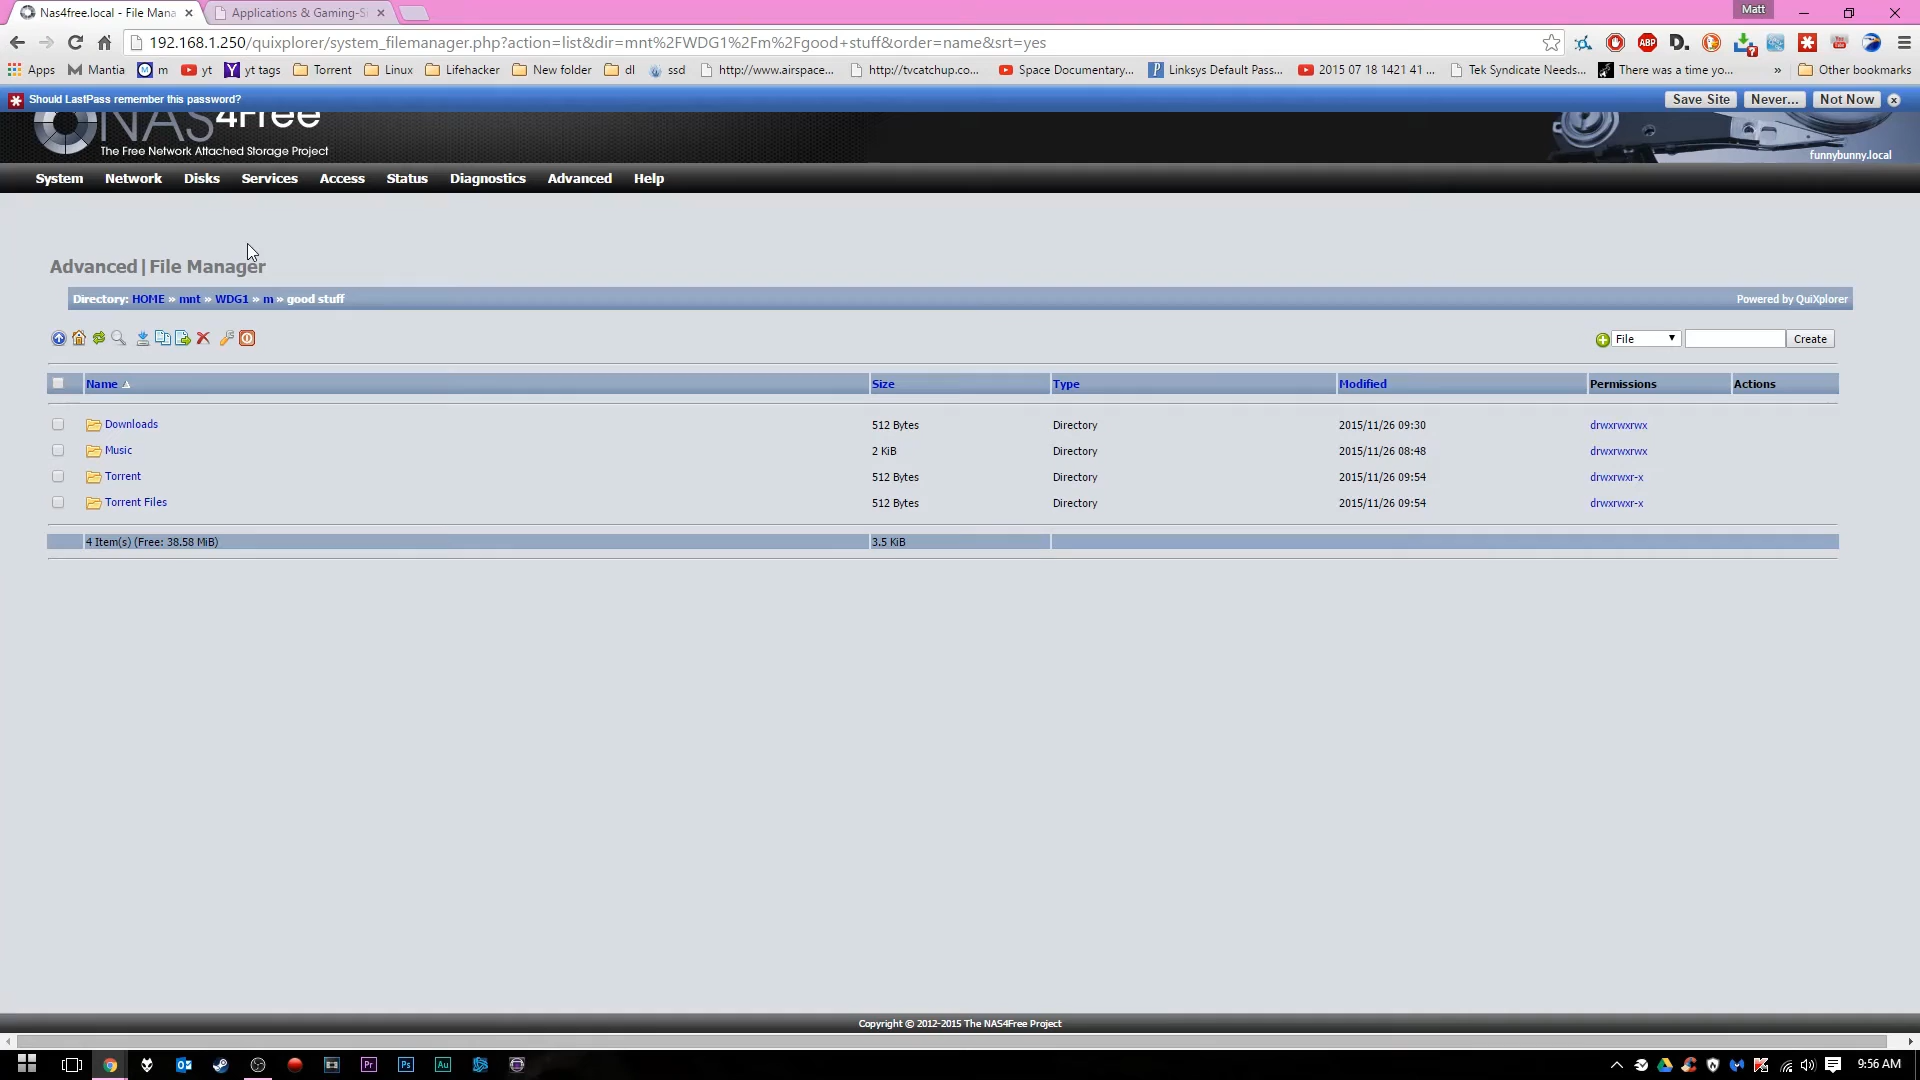 Nas4free.local - File Mana
Applications & Gaming-Si
Matt
192.168.1.250/quixplorer/system_filemanager.php?action=list&dir=mnt%2FWDG1%2Fm%2Fgood+stuff&order=name&srt=yes
Apps Mantia m yt yt tags Torrent Linux Lifehacker New folder dl ssd http://www.airspace... http://tvcatchup.co... Space Documentary... Linksys Default Pass... 2015 07 18 1421 41 ... Tek Syndicate Needs... There was a time yo... » Other bookmarks
Should LastPass remember this password? Save Site Never... Not Now
NAS4Free
The Free Network Attached Storage Project
funnybunny.local
System Network Disks Services Access Status Diagnostics Advanced Help
Advanced|File Manager
Directory: HOME » mnt » WDG1 » m » good stuff Powered by QuiXplorer
File Create
Name Size Type Modified Permissions Actions
Downloads 512 Bytes Directory 2015/11/26 09:30 drwxrwxrwx
Music 2 KiB Directory 2015/11/26 08:48 drwxrwxrwx
Torrent 512 Bytes Directory 2015/11/26 09:54 drwxrwxr-x
Torrent Files 512 Bytes Directory 2015/11/26 09:54 drwxrwxr-x
4 Item(s) (Free: 38.58 MiB) 3.5 KiB
Copyright © 2012-2015 The NAS4Free Project
9:56 AM